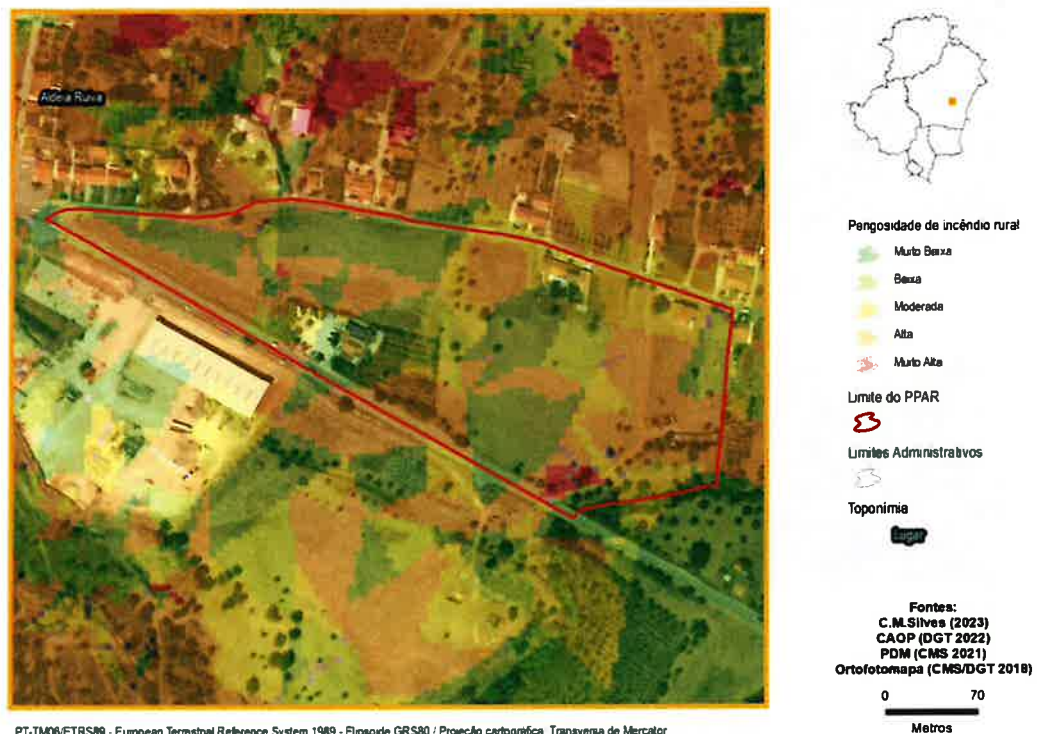 Aldeia Ruiva
Perigosidade de incêndio rural
Muito Baixa
Baixa
Moderada
Alta
Muito Alta
Limite do PPAR
Limites Administrativos
Toponímia
Lugar
Fontes:
C.M.Silves (2023)
CAOP (DGT 2022)
PDM (CMS 2021)
Ortofotomapa (CMS/DGT 2018)
0 70
Metros
PT-TM06/ETRS89 - European Terrestrial Reference System 1989 - Elipsoide GRS80 / Projeção cartográfica Transversa de Mercator